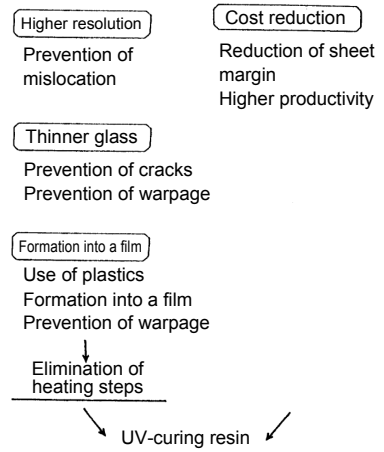 Higher resolution
Prevention of
mislocation
Cost reduction
Reduction of sheet
margin
Higher productivity
Thinner glass
Prevention of cracks
Prevention of warpage
Formation into a film
Use of plastics
Formation into a film
Prevention of warpage
Elimination of
heating steps
UV-curing resin